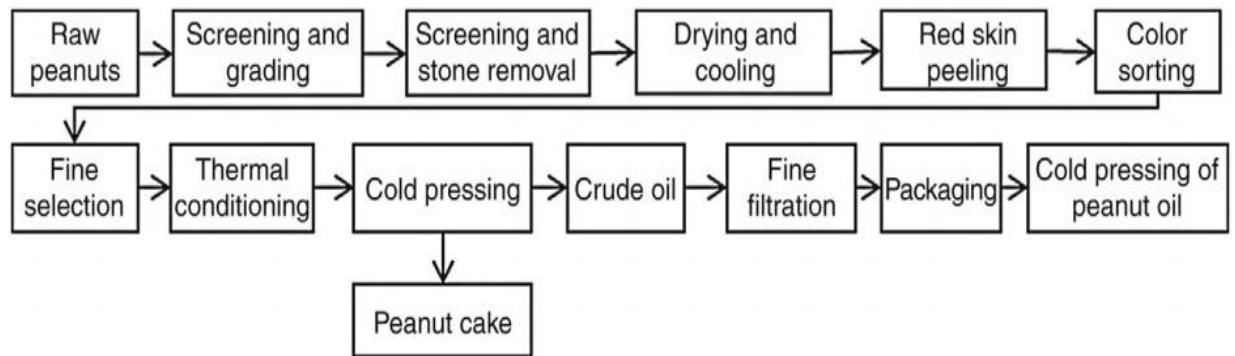 Raw
peanuts
Screening and
grading
Screening and
stone removal
Drying and
cooling
Red skin
peeling
Color
sorting
Fine
selection
Thermal
conditioning
Cold pressing
Crude oil
Fine
filtration
Packaging
Cold pressing of
peanut oil
Peanut cake